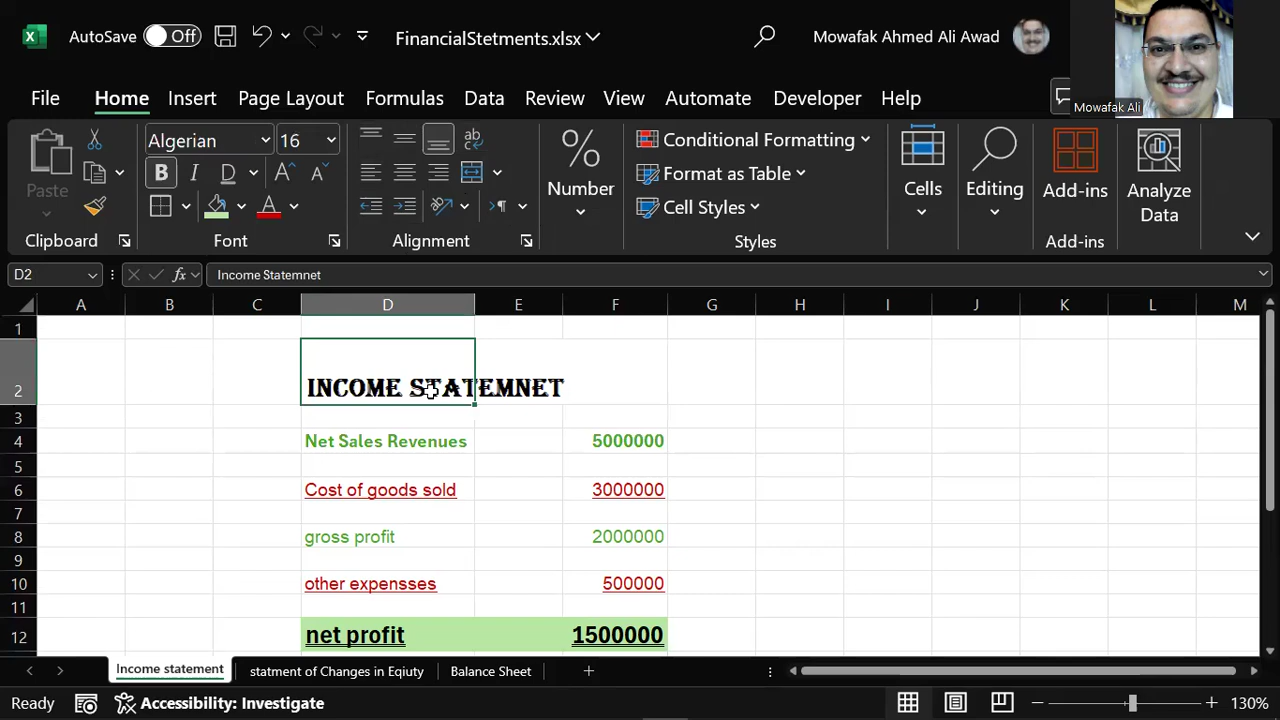 AutoSave Off FinancialStetments.xlsx Mowafak Ahmed Ali Awad
Mowafak Ali
File Home Insert Page Layout Formulas Data Review View Automate Developer Help
Paste
Clipboard
Algerian 16
B I D A A
A
Font
ab
Alignment
%
Number
Conditional Formatting
Format as Table
Cell Styles
Styles
Cells
Editing
Add-ins
Add-ins
Analyze
Data
D2 fx Income Statemnet
A B C D E F G H I J K L M
1
2 INCOME STATEMNET
3
4 Net Sales Revenues 5000000
5
6 Cost of goods sold 3000000
7
8 gross profit 2000000
9
10 other expensses 500000
11
12 net profit 1500000
Income statement statment of Changes in Eqiuty Balance Sheet
Ready Accessibility: Investigate 130%